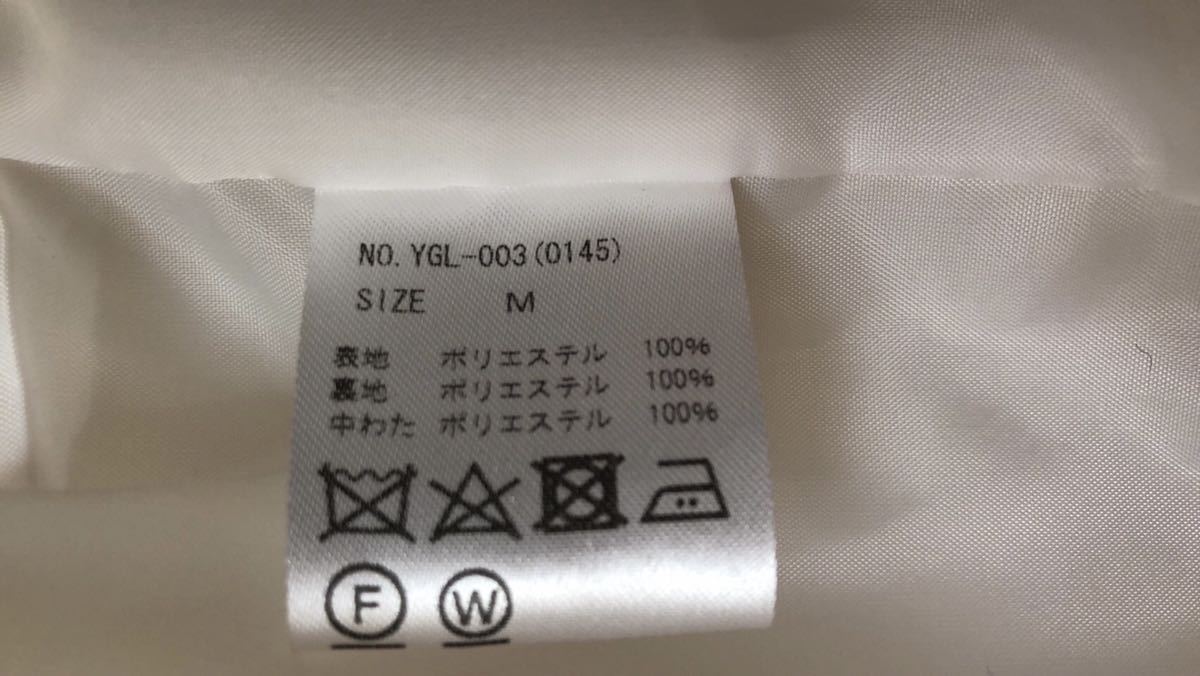 NO. YGL-003(0145)
SIZE M
表地 ポリエステル 100%
裏地 ポリエステル 100%
中わた ポリエステル 100%
F W